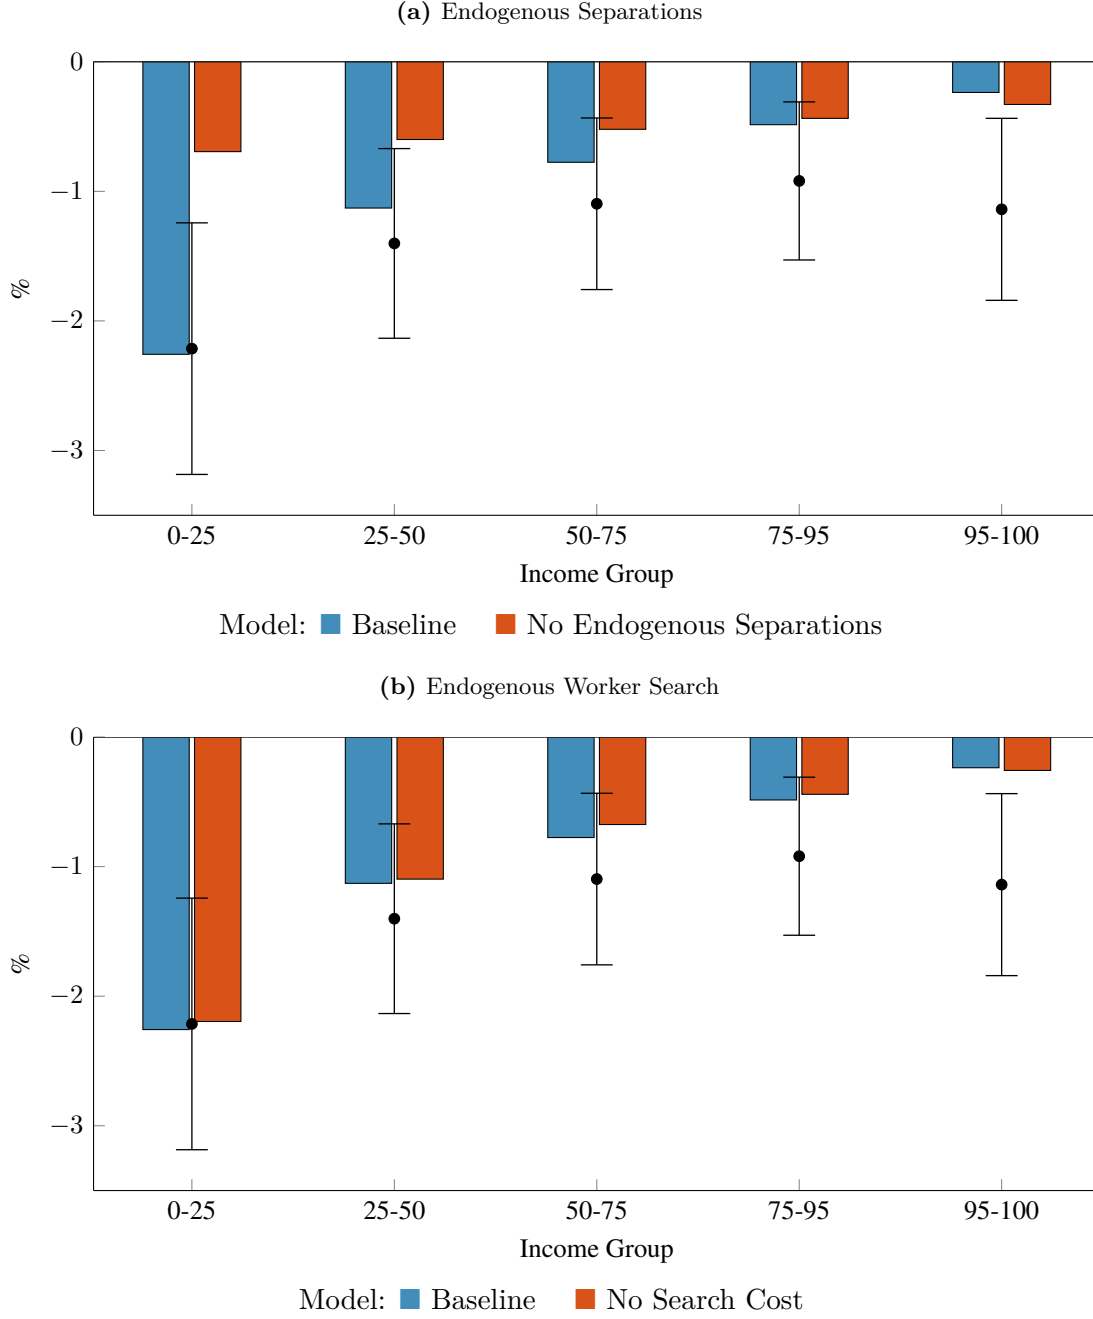 (a) Endogenous Separations
0
−1
−2
−3
%
0-25 25-50 50-75 75-95 95-100
Income Group
Model: Baseline No Endogenous Separations
(b) Endogenous Worker Search
0
−1
−2
−3
%
0-25 25-50 50-75 75-95 95-100
Income Group
Model: Baseline No Search Cost